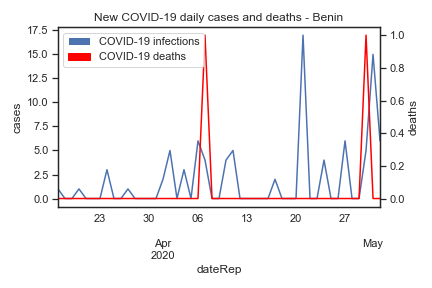 New COVID-19 daily cases and deaths - Benin
COVID-19 infections
COVID-19 deaths
17.5
15.0
12.5
10.0
7.5
5.0
2.5
0.0
cases
1.0
0.8
0.6
0.4
0.2
0.0
deaths
23 30 06 13 20 27
Apr May
2020
dateRep